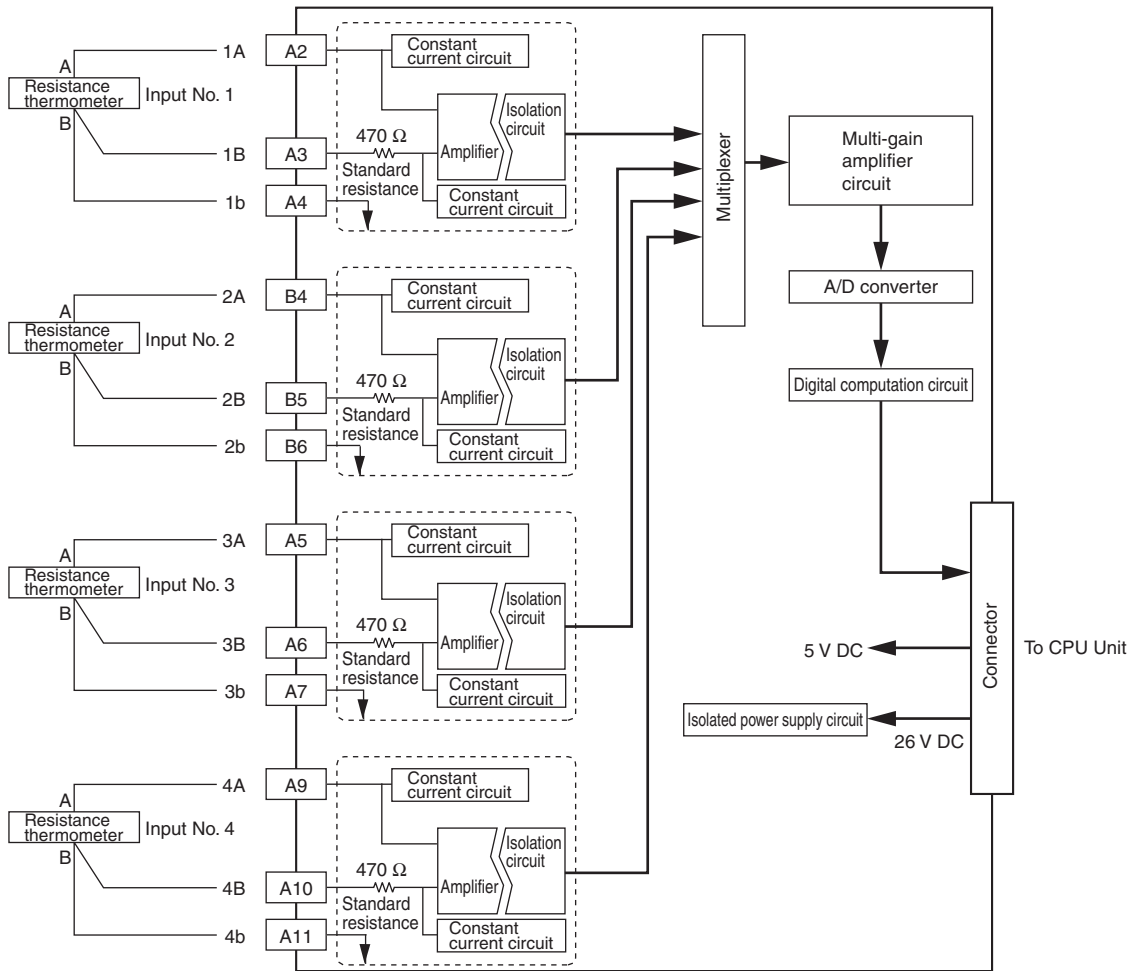 1A
A2
A
Resistance
thermometer
Input No. 1
B
1B
A3
1b
A4
Constant
current circuit
Isolation
circuit
Amplifier
470 Ω
Standard
resistance
Constant
current circuit
2A
B4
A
Resistance
thermometer
Input No. 2
B
2B
B5
2b
B6
Constant
current circuit
Isolation
circuit
Amplifier
470 Ω
Standard
resistance
Constant
current circuit
3A
A5
A
Resistance
thermometer
Input No. 3
B
3B
A6
3b
A7
Constant
current circuit
Isolation
circuit
Amplifier
470 Ω
Standard
resistance
Constant
current circuit
4A
A9
A
Resistance
thermometer
Input No. 4
B
4B
A10
4b
A11
Constant
current circuit
Isolation
circuit
Amplifier
470 Ω
Standard
resistance
Constant
current circuit
Multiplexer
Multi-gain
amplifier
circuit
A/D converter
Digital computation circuit
Connector
To CPU Unit
5 V DC
Isolated power supply circuit
26 V DC